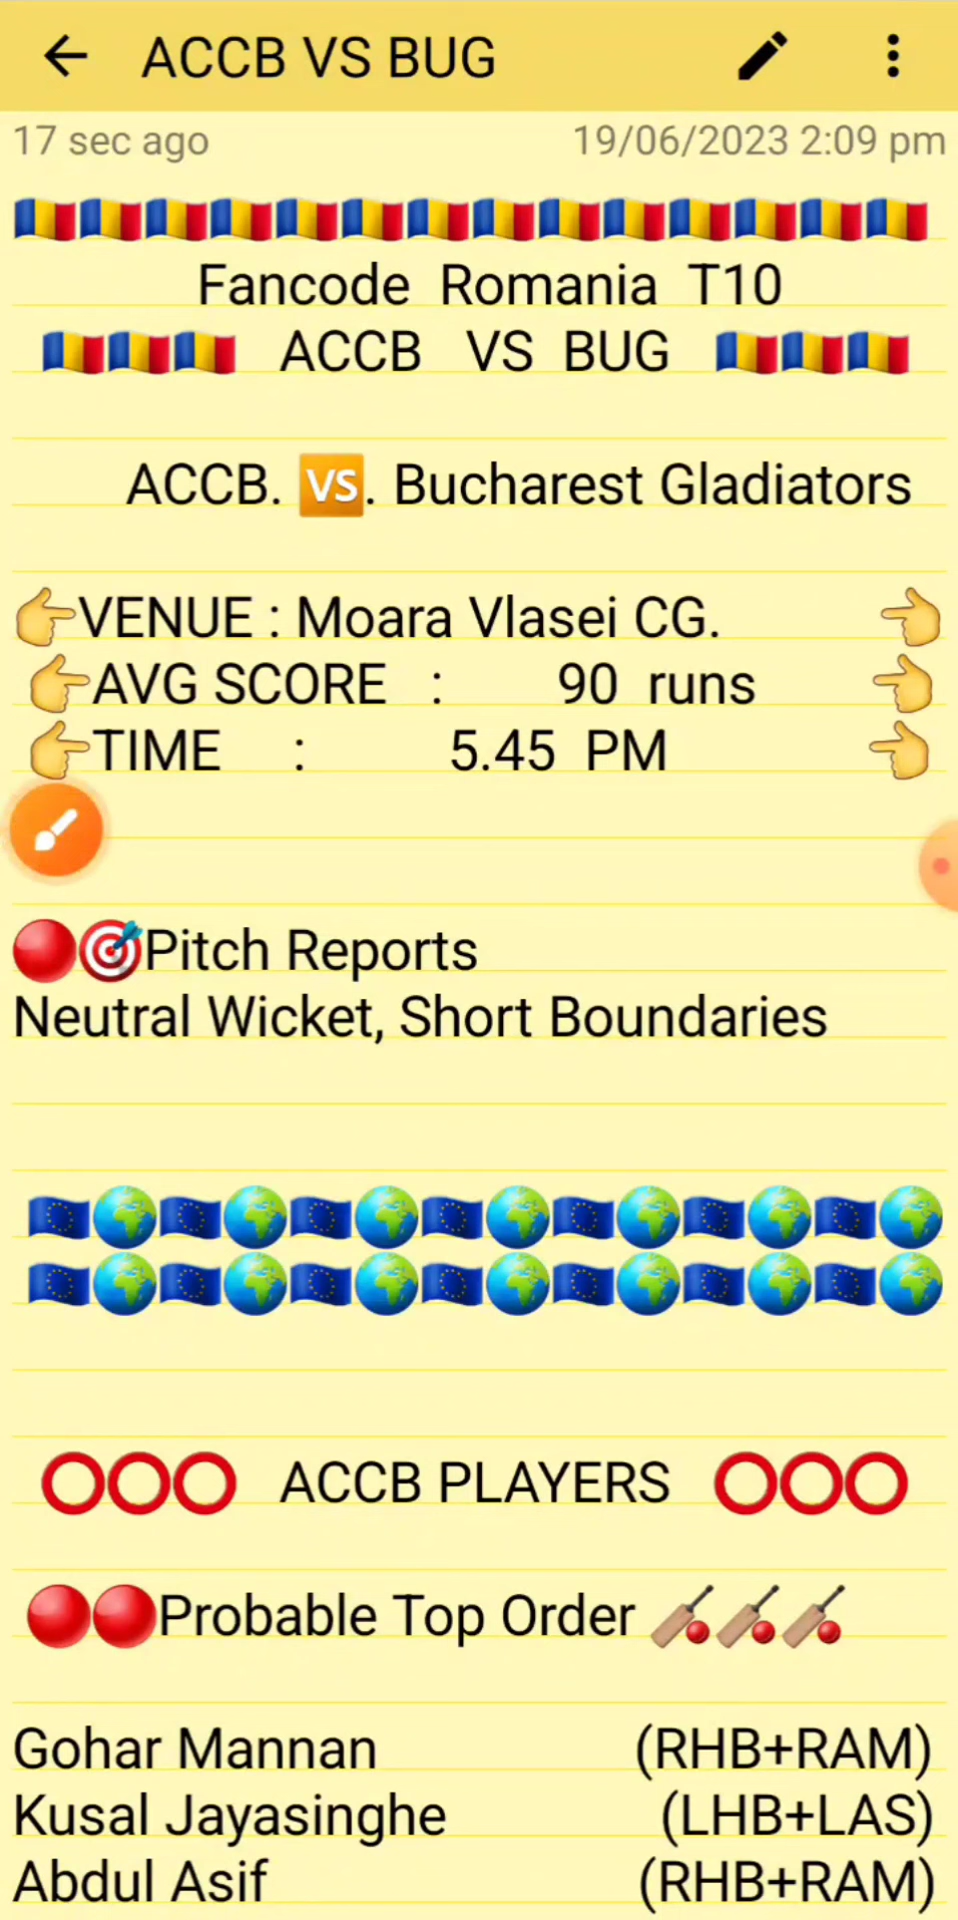 ACCB VS BUG
17 sec ago 19/06/2023 2:09 pm
🇷🇴🇷🇴🇷🇴🇷🇴🇷🇴🇷🇴🇷🇴🇷🇴🇷🇴🇷🇴🇷🇴🇷🇴🇷🇴🇷🇴
Fancode Romania T10
🇷🇴🇷🇴🇷🇴 ACCB VS BUG 🇷🇴🇷🇴🇷🇴
ACCB. 🆚. Bucharest Gladiators
👉VENUE : Moara Vlasei CG. 👈
👉AVG SCORE : 90 runs 👈
👉TIME : 5.45 PM 👈
🔴🎯Pitch Reports
Neutral Wicket, Short Boundaries
🇪🇺🌍🇪🇺🌍🇪🇺🌍🇪🇺🌍🇪🇺🌍🇪🇺🌍🇪🇺🌍
🇪🇺🌍🇪🇺🌍🇪🇺🌍🇪🇺🌍🇪🇺🌍🇪🇺🌍🇪🇺🌍
⭕⭕⭕ ACCB PLAYERS ⭕⭕⭕
🔴🔴Probable Top Order 🏏🏏🏏
Gohar Mannan (RHB+RAM)
Kusal Jayasinghe (LHB+LAS)
Abdul Asif (RHB+RAM)